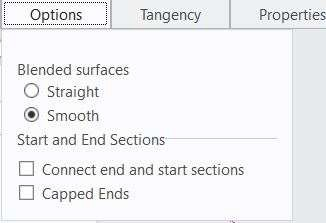 Options Tangency Properties
Blended surfaces
Straight
Smooth
Start and End Sections
Connect end and start sections
Capped Ends